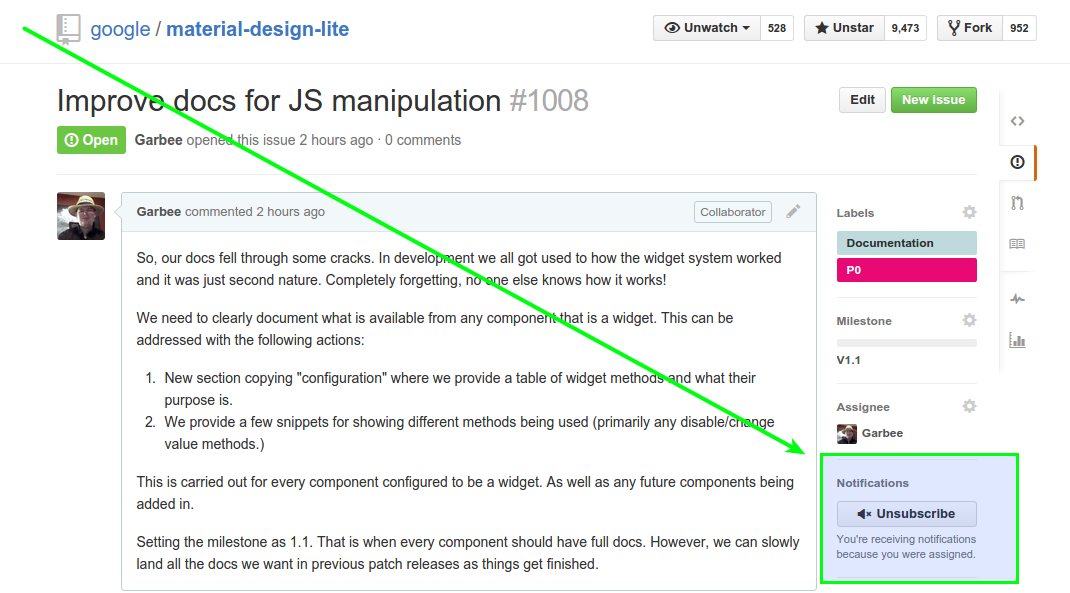 google / material-design-lite
Unwatch 528 Unstar 9,473 Fork 952
Improve docs for JS manipulation #1008
Edit New issue
Open Garbee opened this issue 2 hours ago · 0 comments
Garbee commented 2 hours ago Collaborator
So, our docs fell through some cracks. In development we all got used to how the widget system worked
and it was just second nature. Completely forgetting, no one else knows how it works!
We need to clearly document what is available from any component that is a widget. This can be
addressed with the following actions:
1. New section copying "configuration" where we provide a table of widget methods and what their
purpose is.
2. We provide a few snippets for showing different methods being used (primarily any disable/change
value methods.)
This is carried out for every component configured to be a widget. As well as any future components being
added in.
Setting the milestone as 1.1. That is when every component should have full docs. However, we can slowly
land all the docs we want in previous patch releases as things get finished.
Labels
Documentation
P0
Milestone
V1.1
Assignee
Garbee
Notifications
Unsubscribe
You're receiving notifications
because you were assigned.